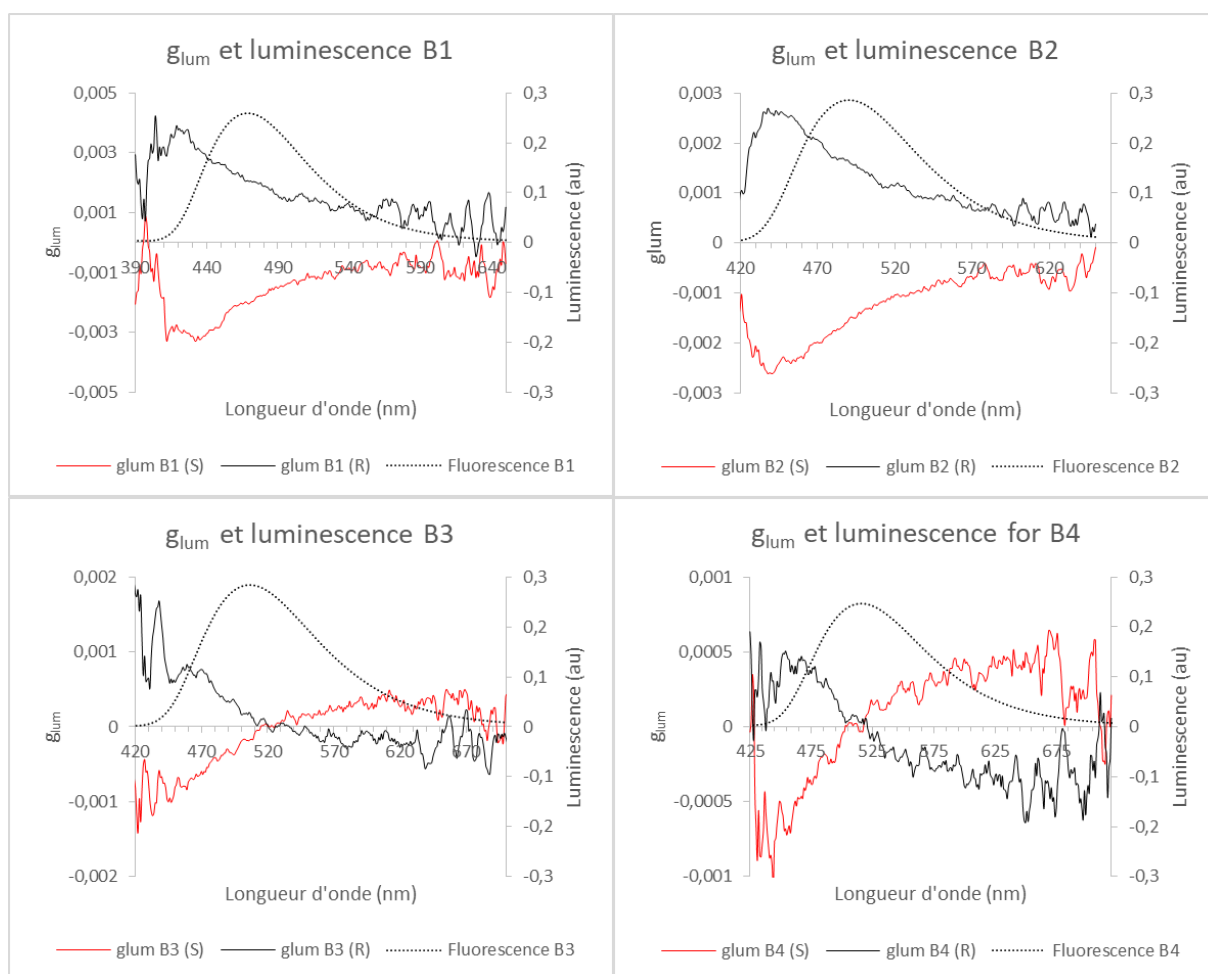 g_lum et luminescence B1
0,005
0,003
0,001
-0,001
-0,003
-0,005
g_lum
0,3
0,2
0,1
0
-0,1
-0,2
-0,3
Luminescence (au)
390 440 490 540 590 640
Longueur d'onde (nm)
glum B1 (S) glum B1 (R) Fluorescence B1
g_lum et luminescence B2
0,003
0,002
0,001
0
-0,001
-0,002
-0,003
glum
0,3
0,2
0,1
0
-0,1
-0,2
-0,3
Luminescence (au)
420 470 520 570 620
Longueur d'onde (nm)
glum B2 (S) glum B2 (R) Fluorescence B2
g_lum et luminescence B3
0,002
0,001
0
-0,001
-0,002
g_lum
0,3
0,2
0,1
0
-0,1
-0,2
-0,3
Luminescence (au)
420 470 520 570 620 670
Longueur d'onde (nm)
glum B3 (S) glum B3 (R) Fluorescence B3
g_lum et luminescence for B4
0,001
0,0005
0
-0,0005
-0,001
g_lum
0,3
0,2
0,1
0
-0,1
-0,2
-0,3
Luminescence (au)
425 475 525 575 625 675
Longueur d'onde (nm)
glum B4 (S) glum B4 (R) Fluorescence B4